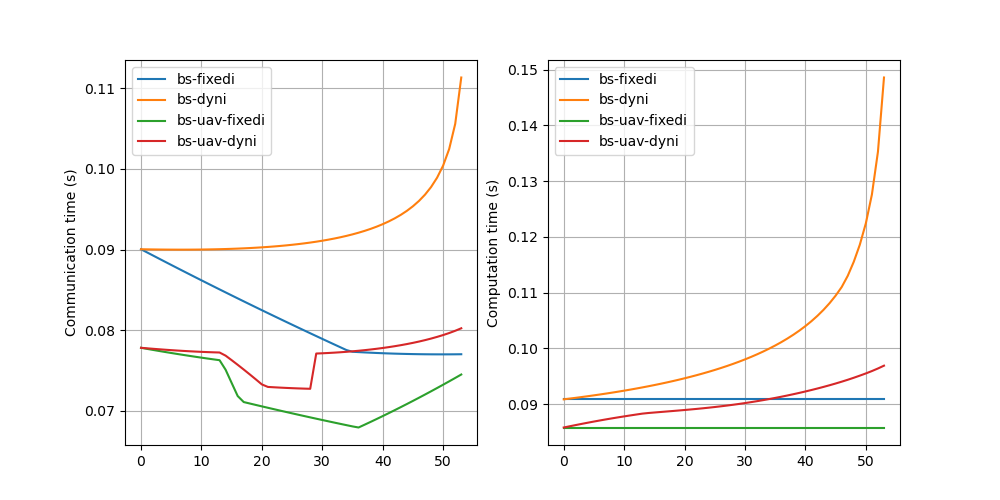 bs-fixedi
bs-dyni
bs-uav-fixedi
bs-uav-dyni
Communication time (s)
0.11
0.10
0.09
0.08
0.07
0 10 20 30 40 50
bs-fixedi
bs-dyni
bs-uav-fixedi
bs-uav-dyni
Computation time (s)
0.15
0.14
0.13
0.12
0.11
0.10
0.09
0 10 20 30 40 50